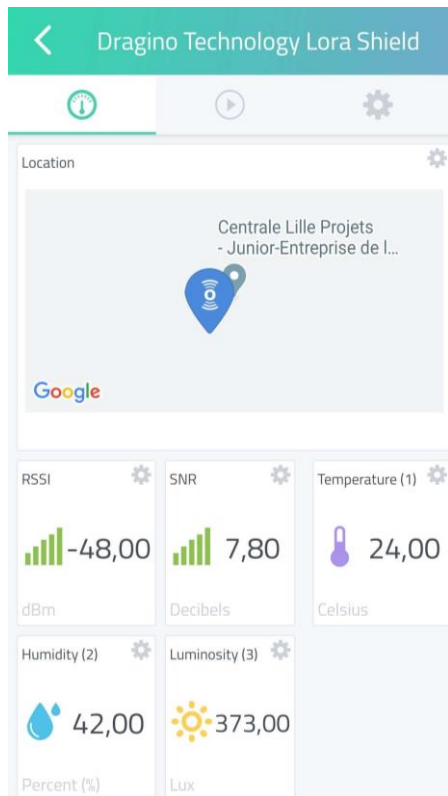 Dragino Technology Lora Shield
Location
Centrale Lille Projets
- Junior-Entreprise de l...
Google
RSSI
-48,00
dBm
SNR
7,80
Decibels
Temperature (1)
24,00
Celsius
Humidity (2)
42,00
Percent (%)
Luminosity (3)
373,00
Lux